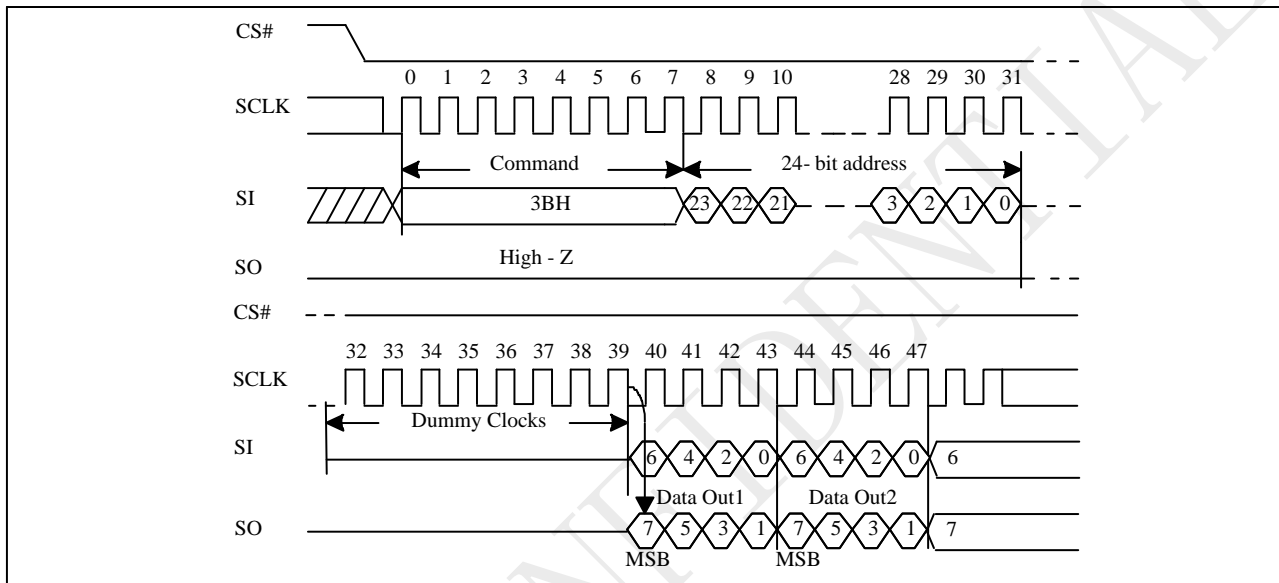 CS#
0 1 2 3 4 5 6 7 8 9 10 28 29 30 31
SCLK
Command 24- bit address
SI
3BH 23 22 21 3 2 1 0
High - Z
SO
CS#
32 33 34 35 36 37 38 39 40 41 42 43 44 45 46 47
SCLK
Dummy Clocks
SI
6 4 2 0 6 4 2 0 6
Data Out1 Data Out2
SO
7 5 3 1 7 5 3 1 7
MSB MSB
NFIDENTIAL